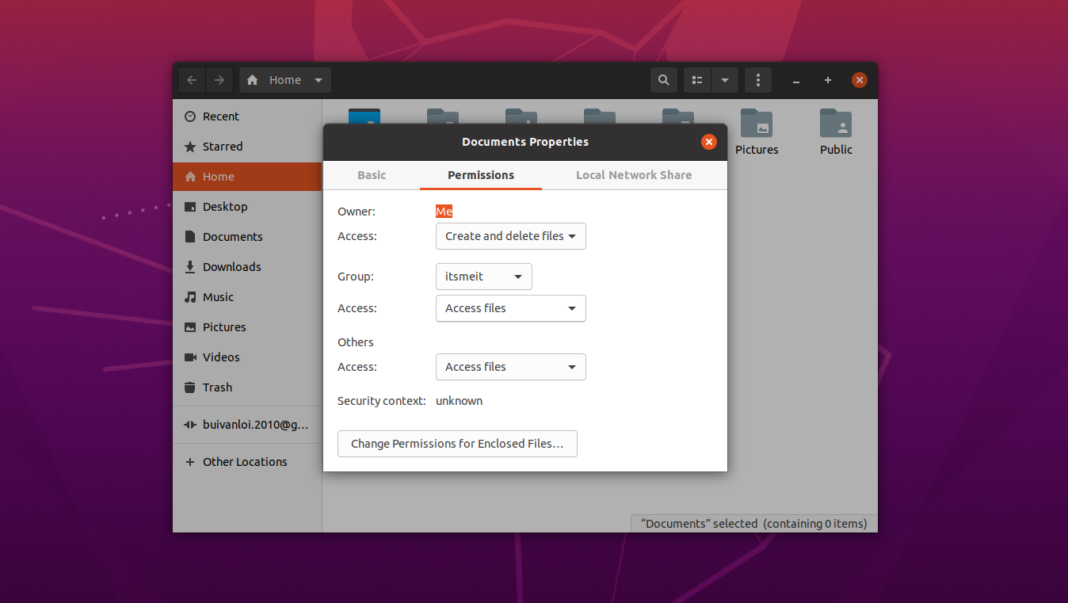 Home
Recent
Starred
Home
Desktop
Documents
Downloads
Music
Pictures
Videos
Trash
buivanloi.2010@g...
Other Locations
Pictures
Public
Documents Properties
Basic Permissions Local Network Share
Owner: Me
Access: Create and delete files
Group: itsmeit
Access: Access files
Others
Access: Access files
Security context: unknown
Change Permissions for Enclosed Files...
"Documents" selected (containing 0 items)